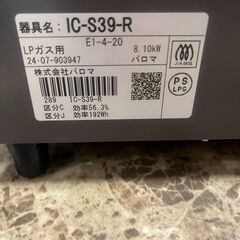 器具名： IC-S39-R
E1-4-20
LPガス用 8.10kW
24-07-903947 パロマ
株式会社パロマ
JIA
PS
LPG
289 IC-S39-R
区分C 効率56.3%
区分J 効率192Wh